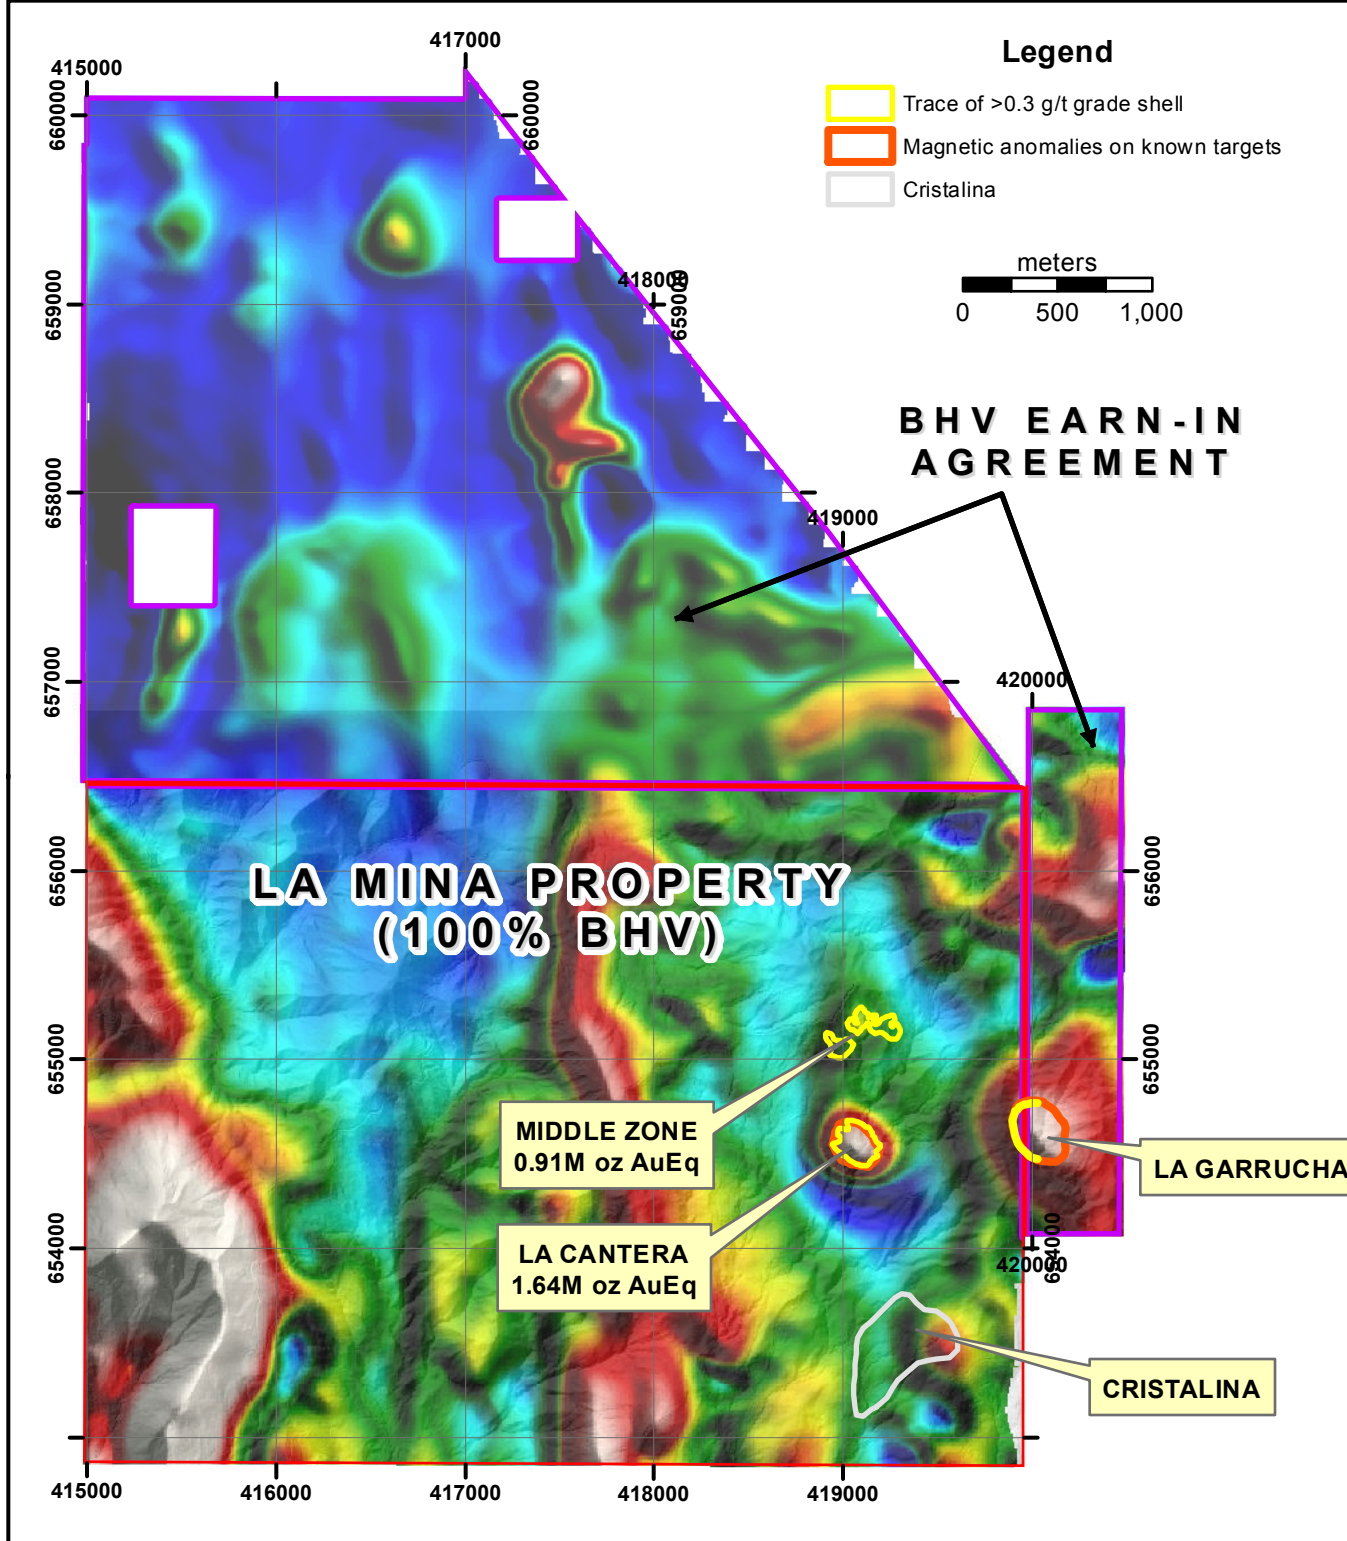 Legend
Trace of >0.3 g/t grade shell
Magnetic anomalies on known targets
Cristalina
meters
0 500 1,000
415000
417000
660000
660000
418000
659000
659000
BHV EARN-IN
AGREEMENT
658000
419000
657000
420000
LA MINA PROPERTY
(100% BHV)
656000
656000
655000
655000
MIDDLE ZONE
0.91M oz AuEq
LA GARRUCHA
LA CANTERA
1.64M oz AuEq
654000
654000
420000
CRISTALINA
415000
416000
417000
418000
419000